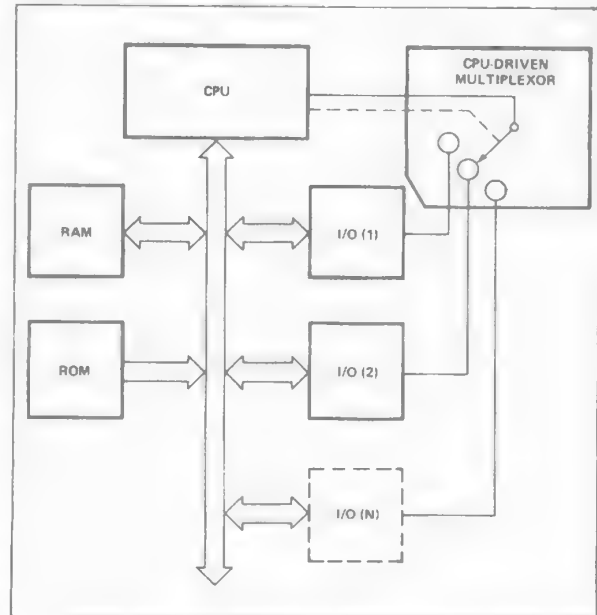 CPU
CPU-DRIVEN
MULTIPLEXOR
RAM
I/O (1)
ROM
I/O (2)
I/O (N)